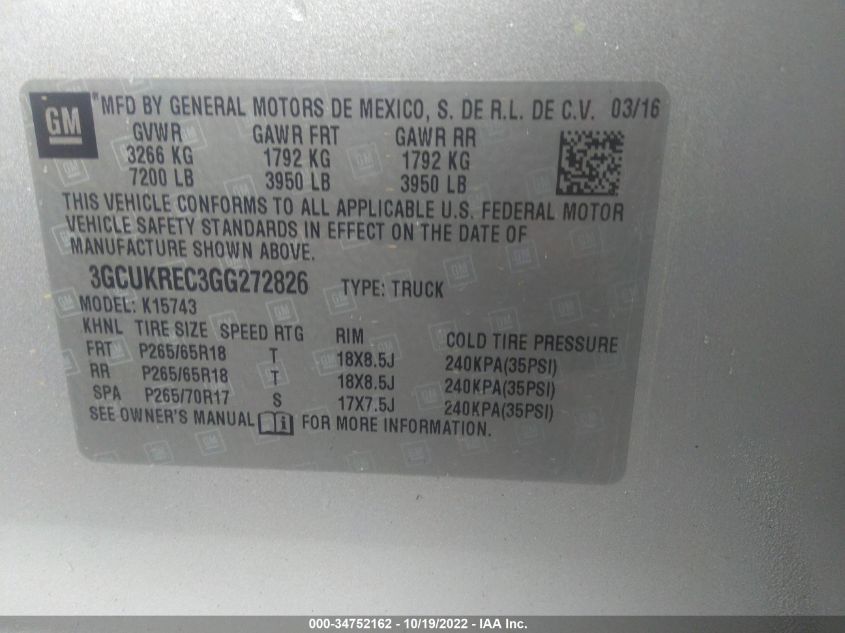 GM "MFD BY GENERAL MOTORS DE MEXICO, S. DE R.L. DE C.V. 03/16
GVWR GAWR FRT GAWR RR
3266 KG 1792 KG 1792 KG
7200 LB 3950 LB 3950 LB
THIS VEHICLE CONFORMS TO ALL APPLICABLE U.S. FEDERAL MOTOR
VEHICLE SAFETY STANDARDS IN EFFECT ON THE DATE OF
MANUFACTURE SHOWN ABOVE.
3GCUKREC3GG272826 TYPE: TRUCK
MODEL: K15743
KHNL TIRE SIZE SPEED RTG RIM COLD TIRE PRESSURE
FRT P265/65R18 T 18X8.5J 240KPA(35PSI)
RR P265/65R18 T 18X8.5J 240KPA(35PSI)
SPA P265/70R17 S 17X7.5J 240KPA(35PSI)
SEE OWNER'S MANUAL FOR MORE INFORMATION.
000-34752162 - 10/19/2022 - IAA Inc.